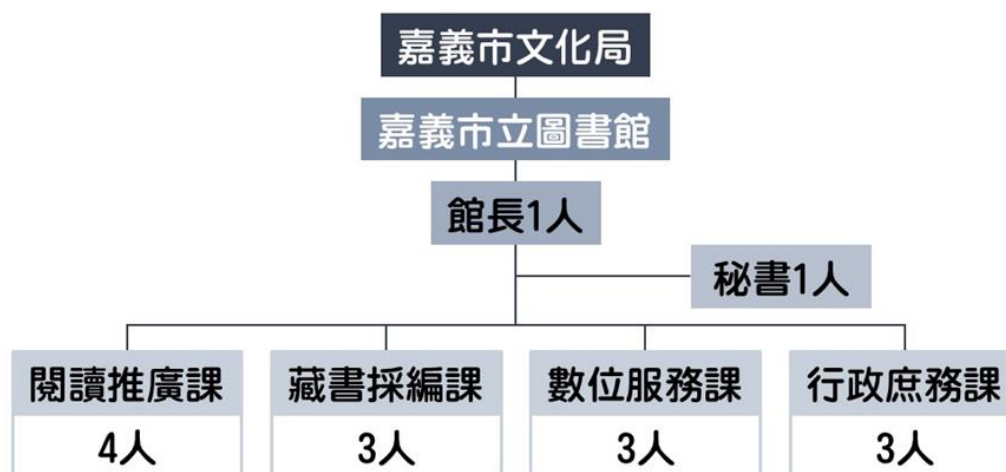 嘉義市文化局
嘉義市立圖書館
館長1人
秘書1人
閱讀推廣課
藏書採編課
數位服務課
行政庶務課
4人
3人
3人
3人